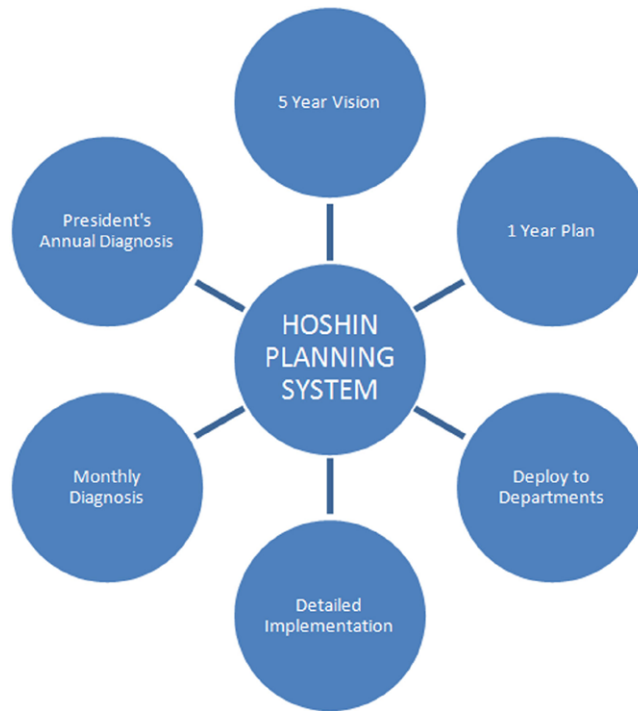 5 Year Vision
President's
Annual Diagnosis
1 Year Plan
HOSHIN
PLANNING
SYSTEM
Monthly
Diagnosis
Deploy to
Departments
Detailed
Implementation